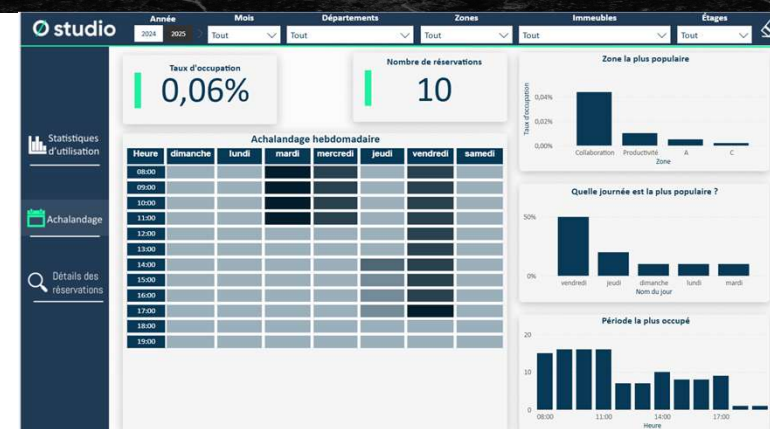 Ø studio
Année
2024 2025
Mois
Tout
Départements
Tout
Zones
Tout
Immeubles
Tout
Étages
Tout
Statistiques
d'utilisation
Achalandage
Détails des
réservations
Taux d'occupation
0,06%
Nombre de réservations
10
Achalandage hebdomadaire
Heure dimanche lundi mardi mercredi jeudi vendredi samedi
08:00
09:00
10:00
11:00
12:00
13:00
14:00
15:00
16:00
17:00
18:00
19:00
Zone la plus populaire
Taux d'occupation
0,04%
0,02%
0,00%
Collaboration Productivité A C
Zone
Quelle journée est la plus populaire ?
50%
0%
vendredi jeudi dimanche lundi mardi
Nom du jour
Période la plus occupé
20
10
0
08:00 11:00 14:00 17:00
Heure